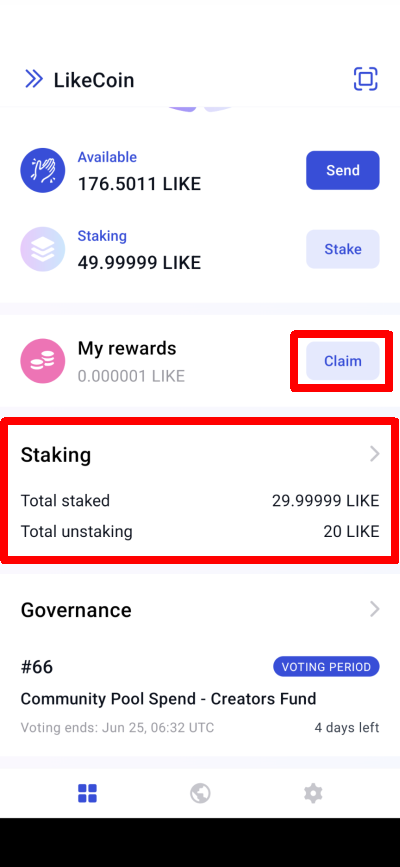 LikeCoin
Available
176.5011 LIKE
Send
Staking
49.99999 LIKE
Stake
My rewards
0.000001 LIKE
Claim
Staking
Total staked 29.99999 LIKE
Total unstaking 20 LIKE
Governance
#66 VOTING PERIOD
Community Pool Spend - Creators Fund
Voting ends: Jun 25, 06:32 UTC 4 days left